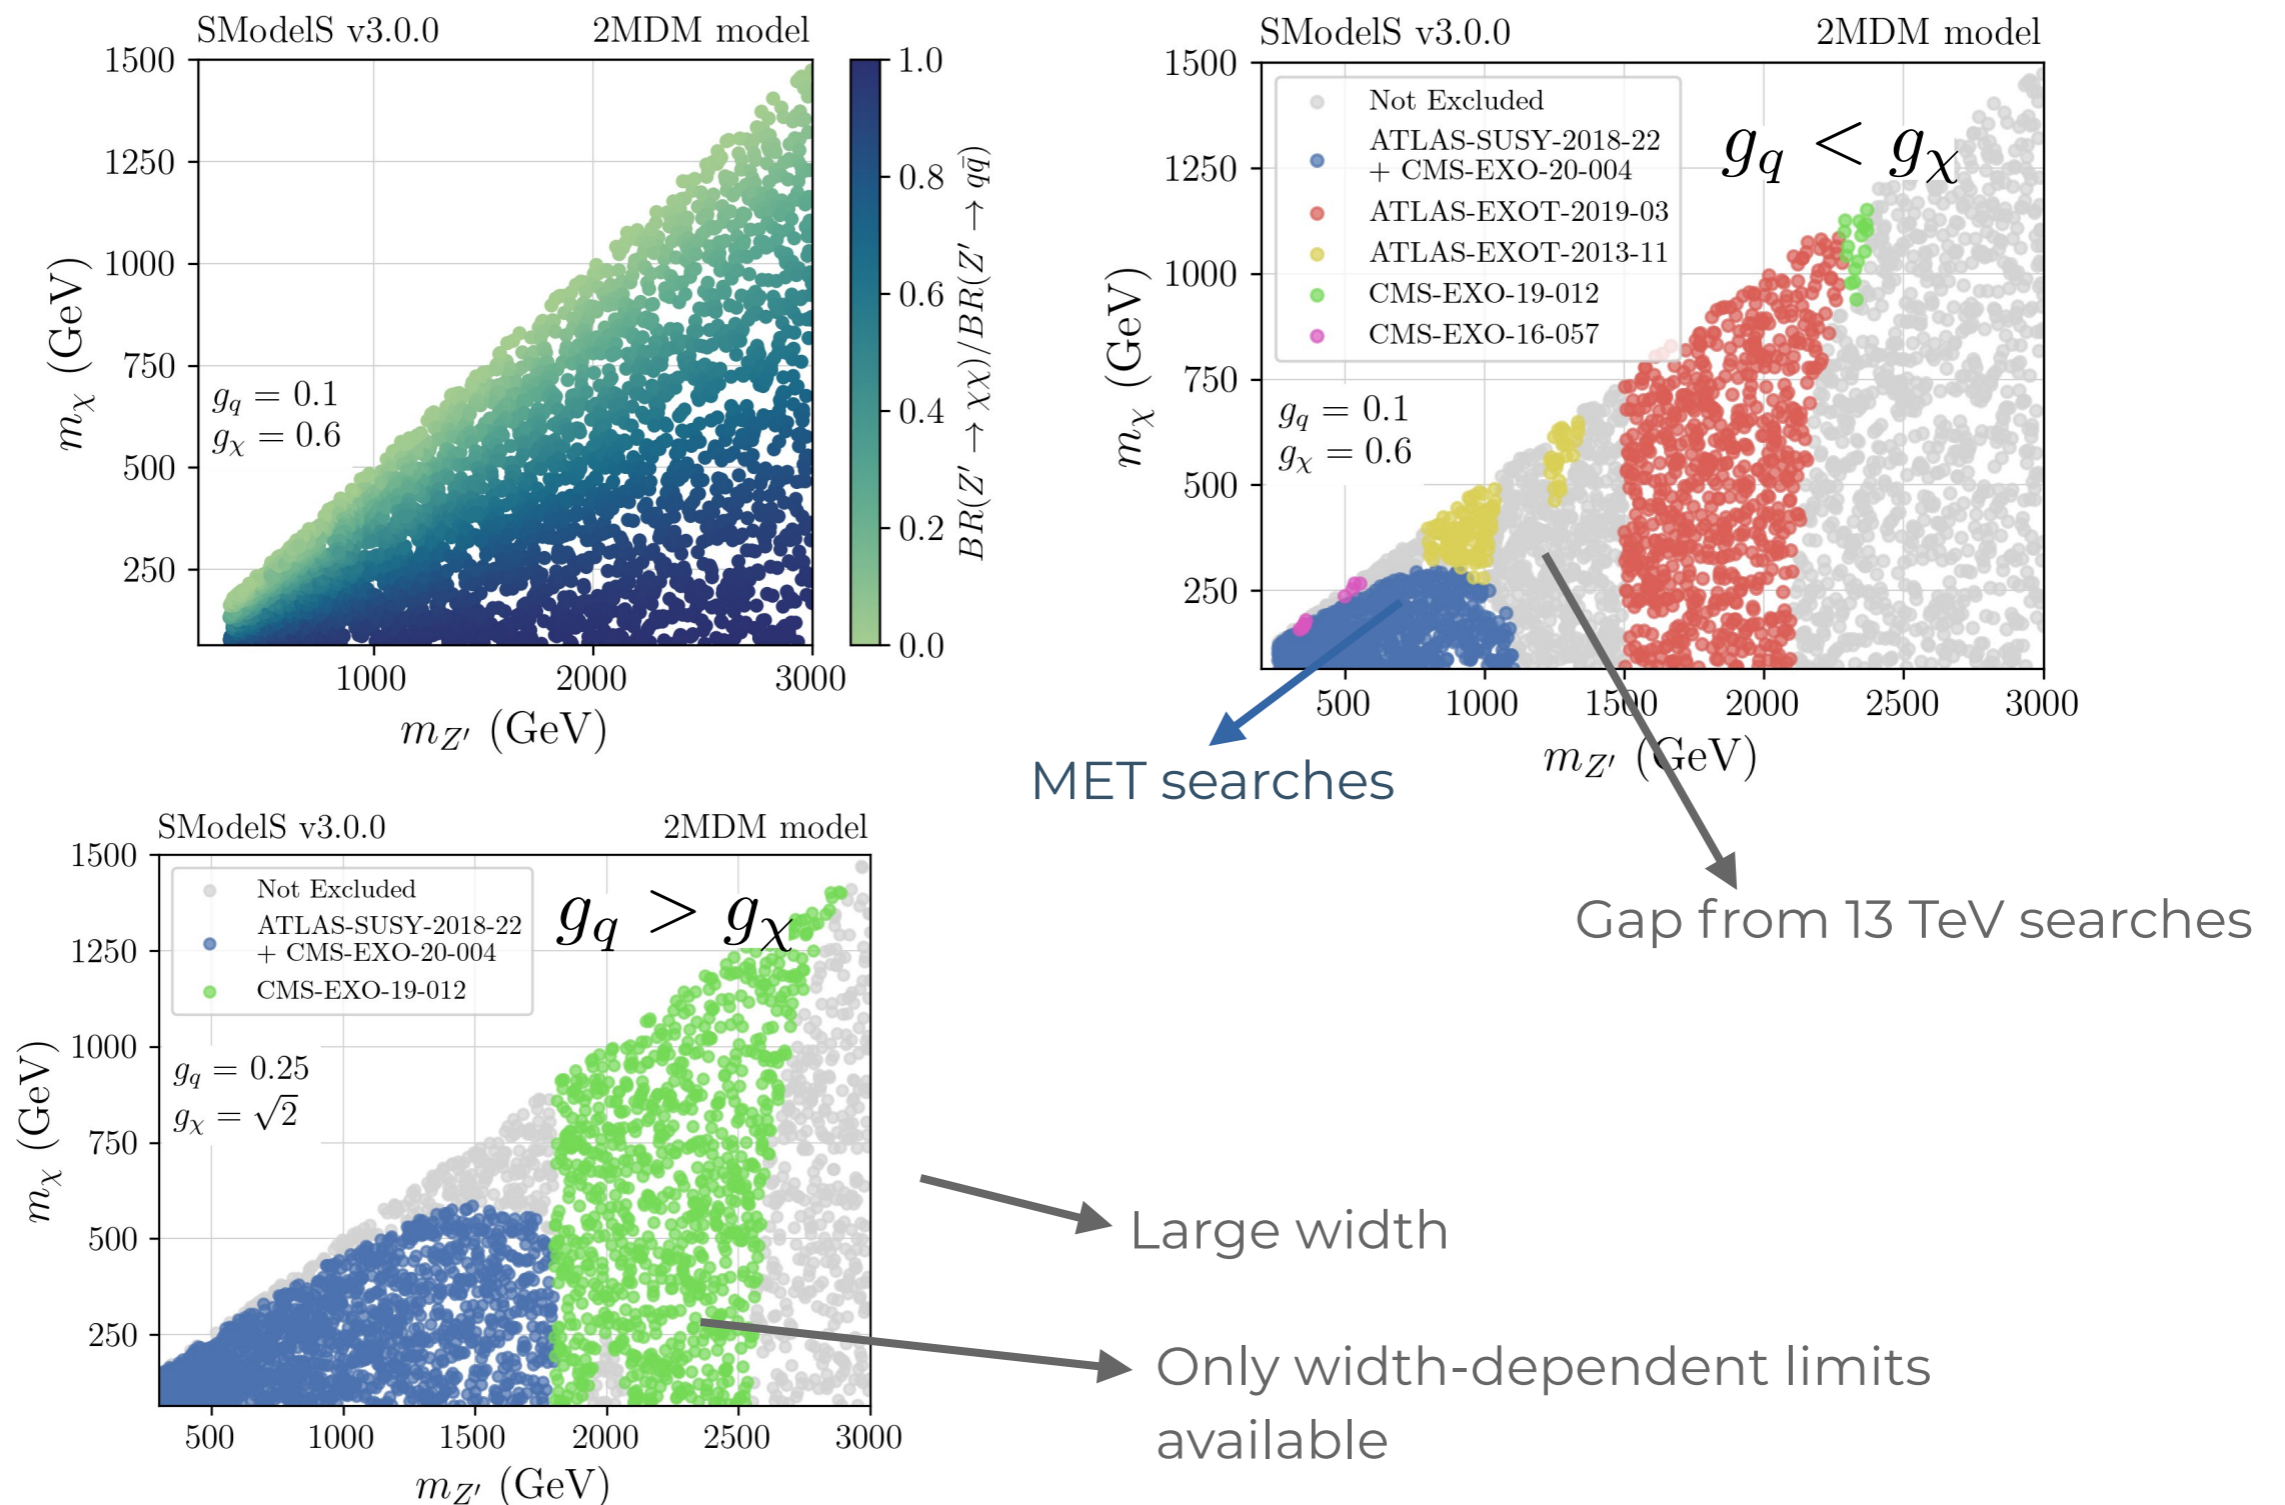 SModelS v3.0.0 2MDM model
1500
1250
1000
750
500
250
m_χ (GeV)
g_q = 0.1
g_χ = 0.6
1000 2000 3000
m_{Z′} (GeV)
1.0
0.8
0.6
0.4
0.2
0.0
BR(Z′ → χχ)/BR(Z′ → qq̄)
SModelS v3.0.0 2MDM model
1500
1250
1000
750
500
250
m_χ (GeV)
Not Excluded
ATLAS-SUSY-2018-22
+ CMS-EXO-20-004
ATLAS-EXOT-2019-03
ATLAS-EXOT-2013-11
CMS-EXO-19-012
CMS-EXO-16-057
g_q < g_χ
g_q = 0.1
g_χ = 0.6
500 1000 1500 2000 2500 3000
m_{Z′} (GeV)
MET searches
Gap from 13 TeV searches
SModelS v3.0.0 2MDM model
1500
1250
1000
750
500
250
m_χ (GeV)
Not Excluded
ATLAS-SUSY-2018-22
+ CMS-EXO-20-004
CMS-EXO-19-012
g_q > g_χ
g_q = 0.25
g_χ = √2
500 1000 1500 2000 2500 3000
m_{Z′} (GeV)
Large width
Only width-dependent limits
available